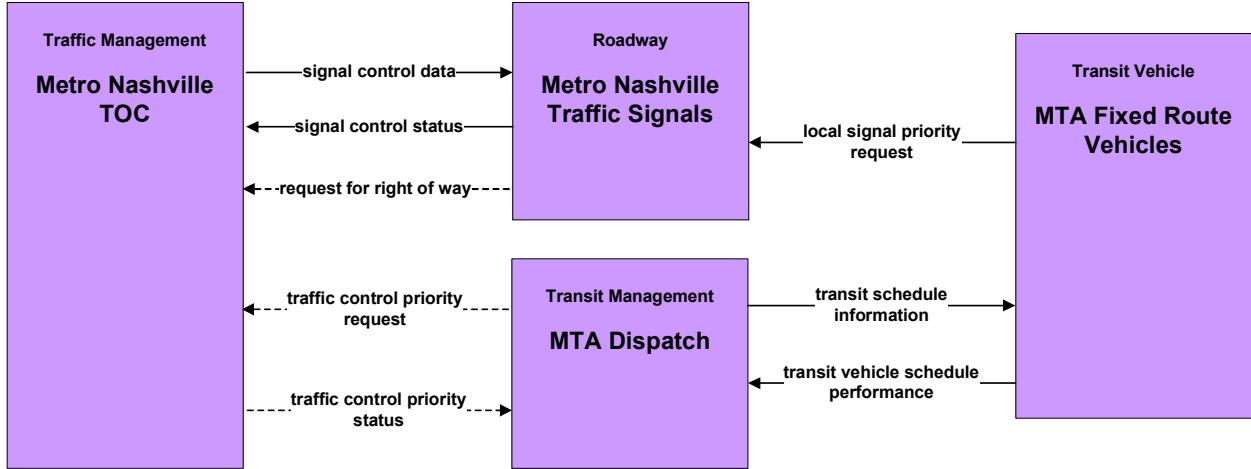 Traffic Management
Metro Nashville
TOC
signal control data
signal control status
request for right of way
traffic control priority
request
traffic control priority
status
Roadway
Metro Nashville
Traffic Signals
Transit Management
MTA Dispatch
local signal priority
request
transit schedule
information
transit vehicle schedule
performance
Transit Vehicle
MTA Fixed Route
Vehicles